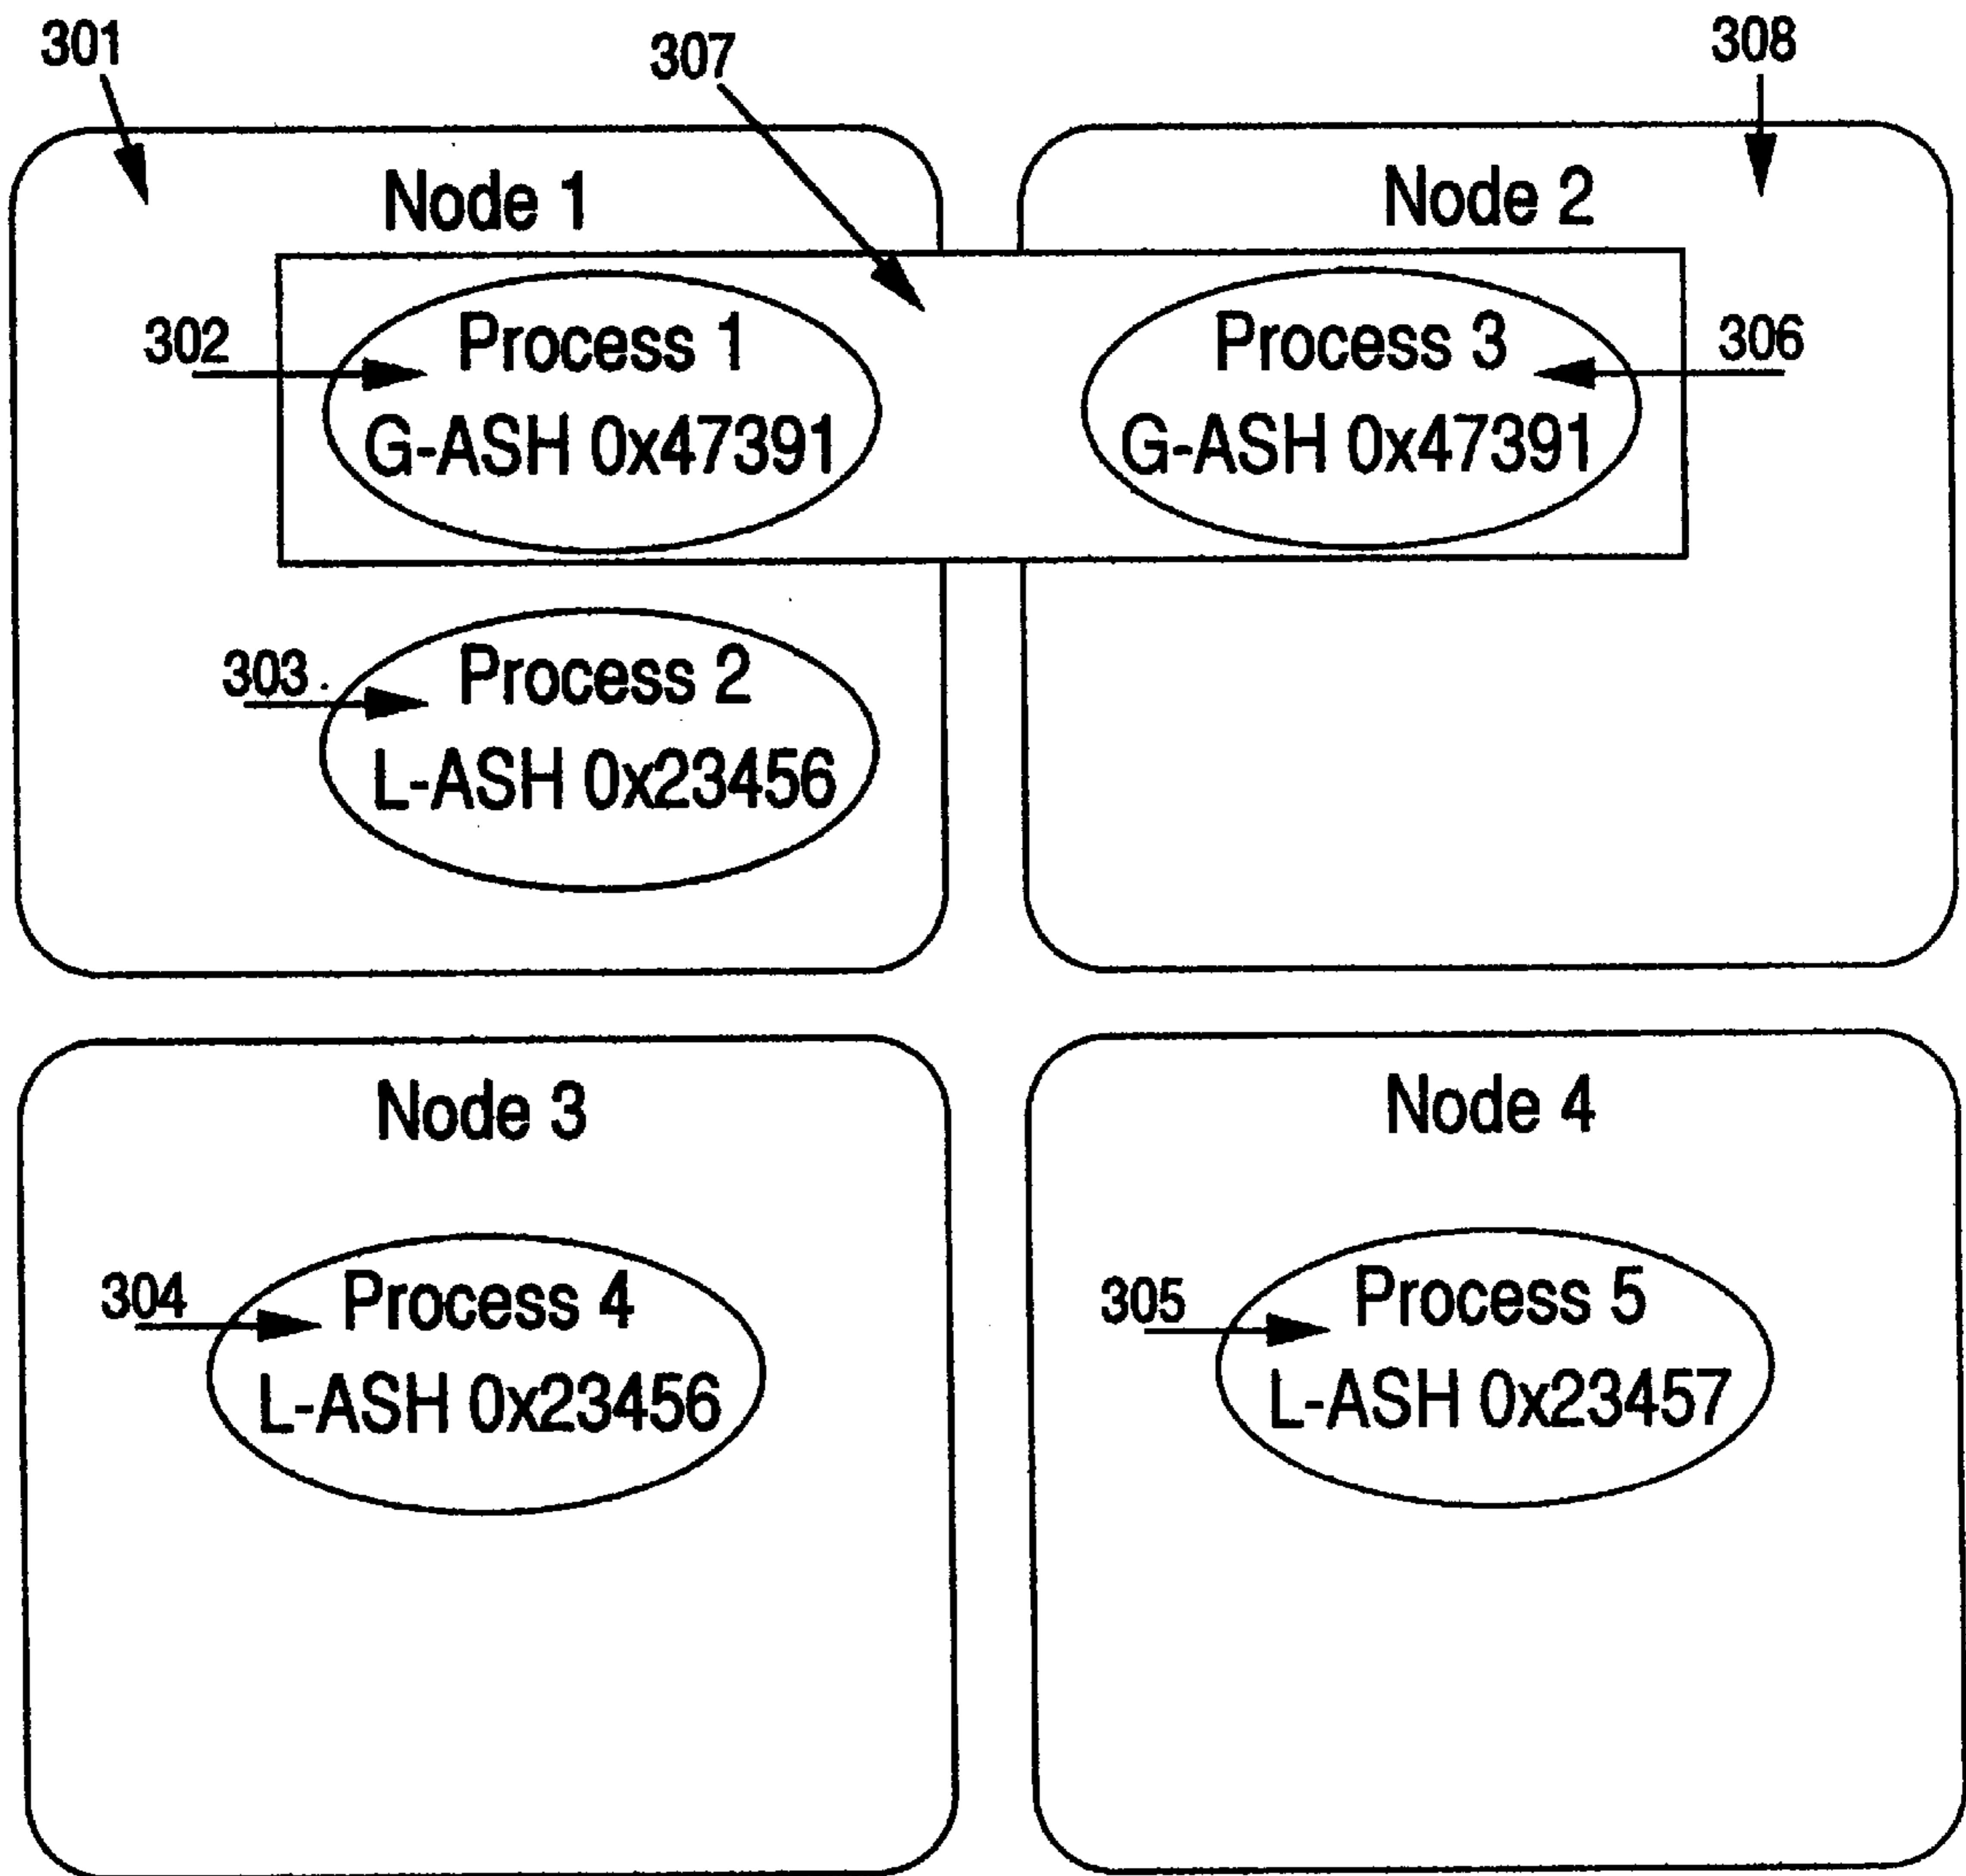 301
307
308
Node 1
Node 2
302
Process 1
G-ASH 0x47391
Process 3
G-ASH 0x47391
306
303
Process 2
L-ASH 0x23456
Node 3
Node 4
304
Process 4
L-ASH 0x23456
305
Process 5
L-ASH 0x23457